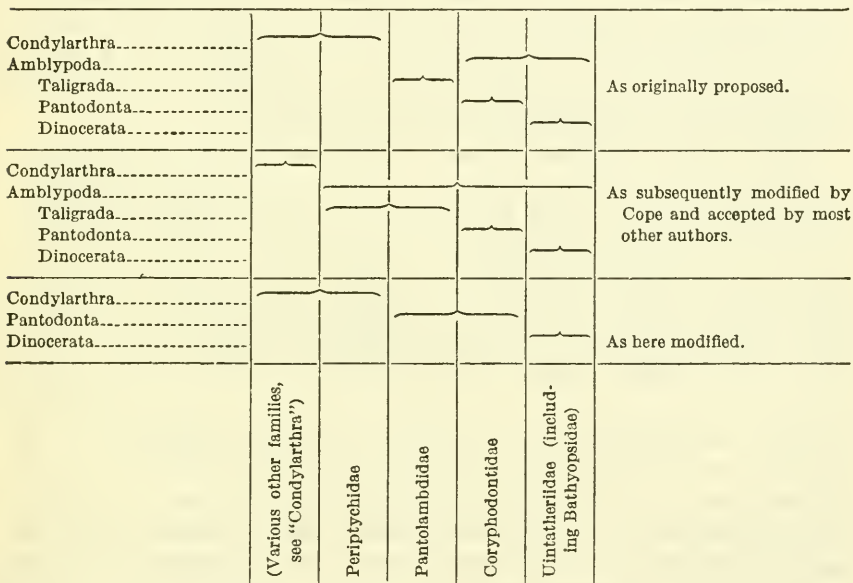 Condylarthra
Amblypoda
Taligrada
Pantodonta
Dinocerata
As originally proposed.
Condylarthra
Amblypoda
Taligrada
Pantodonta
Dinocerata
As subsequently modified by
Cope and accepted by most
other authors.
Condylarthra
Pantodonta
Dinocerata
As here modified.
(Various other families,
see "Condylarthra")
Periptychidae
Pantolambdidae
Coryphodontidae
Uintatheriidae (includ-
ing Bathyopsidae)